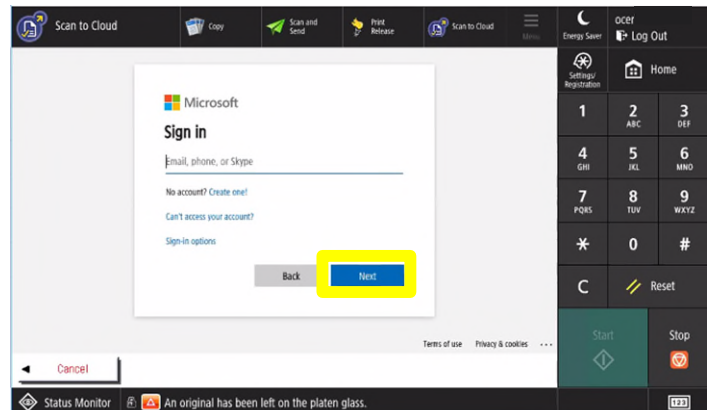 Scan to Cloud
Copy
Scan and
Send
Print
Release
Scan to Cloud
Menu
Energy Saver
ocer
Log Out
Settings/
Registration
Home
Microsoft
Sign in
Email, phone, or Skype
No account? Create one!
Can't access your account?
Sign-in options
Back
Next
1
2
ABC
3
DEF
4
GHI
5
JKL
6
MNO
7
PQRS
8
TUV
9
WXYZ
*
0
#
C
Reset
Terms of use Privacy & cookies ...
Start
Stop
Cancel
Status Monitor
An original has been left on the platen glass.
123